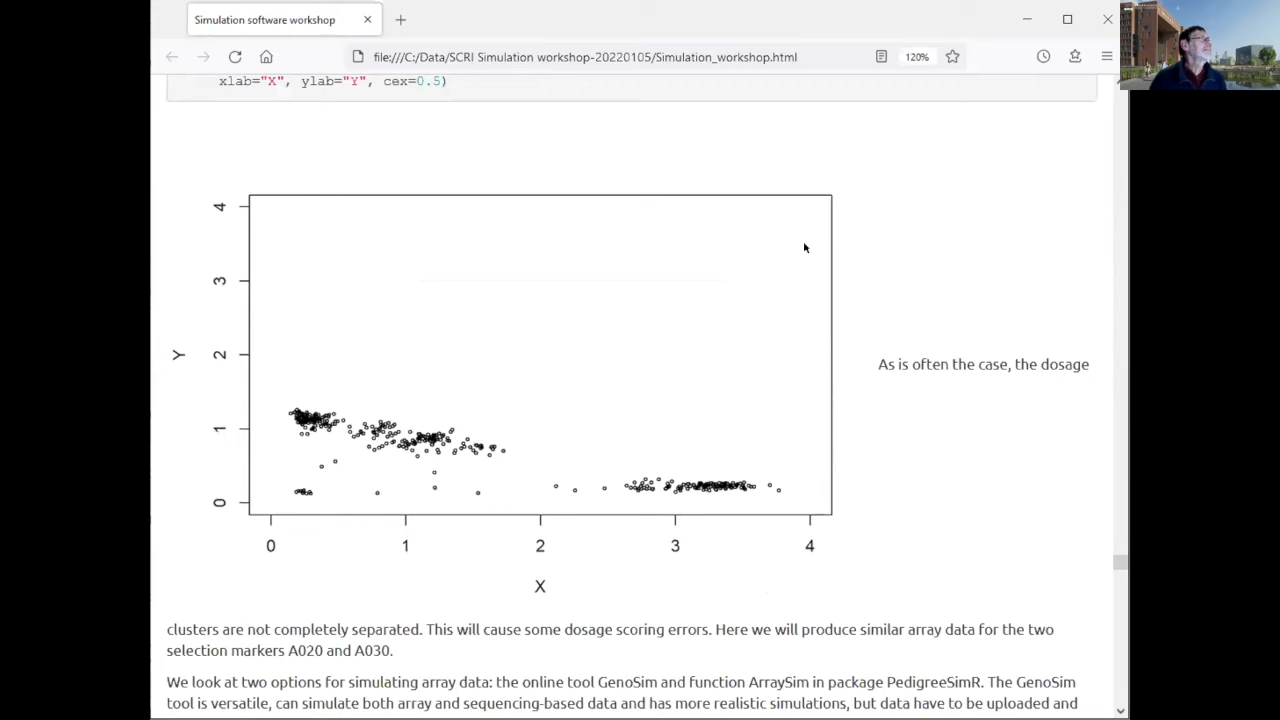 Simulation software workshop
file:///C:/Data/SCRI Simulation workshop-20220105/Simulation_workshop.html
120%
xlab="X", ylab="Y", cex=0.5)
4
3
2
1
0
Y
0 1 2 3 4
X
As is often the case, the dosage
clusters are not completely separated. This will cause some dosage scoring errors. Here we will produce similar array data for the two
selection markers A020 and A030.
We look at two options for simulating array data: the online tool GenoSim and function ArraySim in package PedigreeSimR. The GenoSim
tool is versatile, can simulate both array and sequencing-based data and has more realistic simulations, but data have to be uploaded and